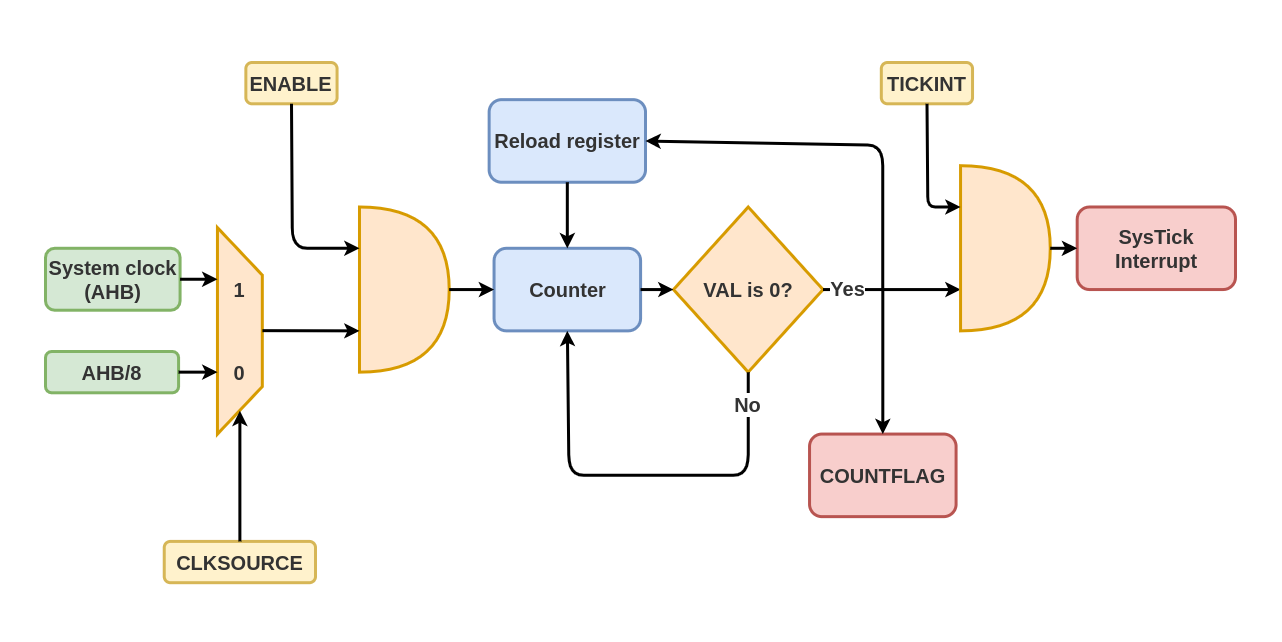 ENABLE
TICKINT
Reload register
System clock
(AHB)
1
Counter
VAL is 0?
Yes
SysTick
Interrupt
AHB/8
0
No
COUNTFLAG
CLKSOURCE